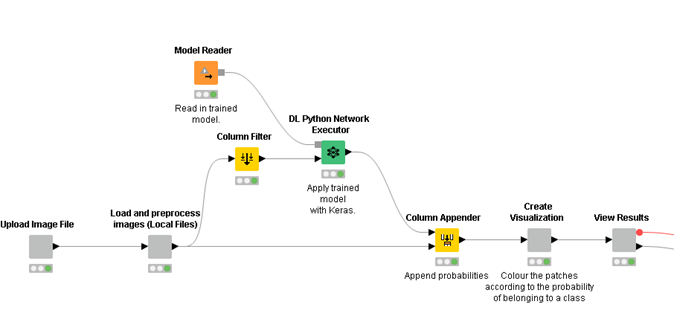 Model Reader
Read in trained
model.
DL Python Network
Executor
Column Filter
Apply trained
model
with Keras.
Upload Image File
Load and preprocess
images (Local Files)
Column Appender
Append probabilities
Create
Visualization
Colour the patches
according to the probability
of belonging to a class
View Results